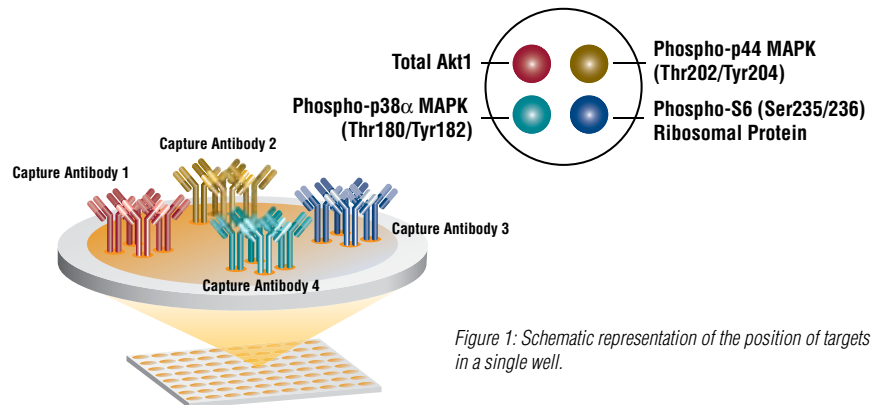 Total Akt1
Phospho-p44 MAPK
(Thr202/Tyr204)
Phospho-p38α MAPK
(Thr180/Tyr182)
Phospho-S6 (Ser235/236)
Ribosomal Protein
Capture Antibody 2
Capture Antibody 1
Capture Antibody 3
Capture Antibody 4
Figure 1: Schematic representation of the position of targets
in a single well.